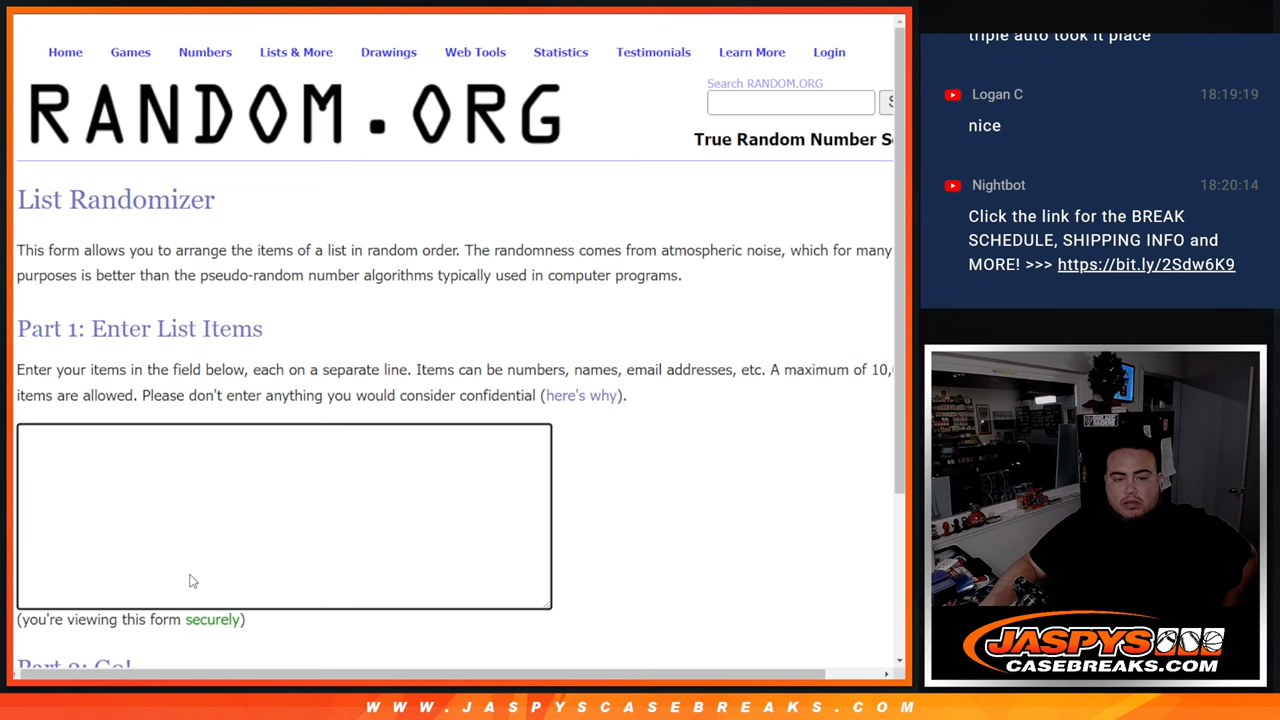 Home Games Numbers Lists & More Drawings Web Tools Statistics Testimonials Learn More Login
RANDOM.ORG
Search RANDOM.ORG
True Random Number S
List Randomizer
This form allows you to arrange the items of a list in random order. The randomness comes from atmospheric noise, which for many
purposes is better than the pseudo-random number algorithms typically used in computer programs.
Part 1: Enter List Items
Enter your items in the field below, each on a separate line. Items can be numbers, names, email addresses, etc. A maximum of 10,
items are allowed. Please don't enter anything you would consider confidential (here's why).
(you're viewing this form securely)
Part 2: Go!
triple auto took it place
Logan C 18:19:19
nice
Nightbot 18:20:14
Click the link for the BREAK
SCHEDULE, SHIPPING INFO and
MORE! >>> https://bit.ly/2Sdw6K9
JASPYS
CASEBREAKS.COM
WWW.JASPYSCASEBREAKS.COM